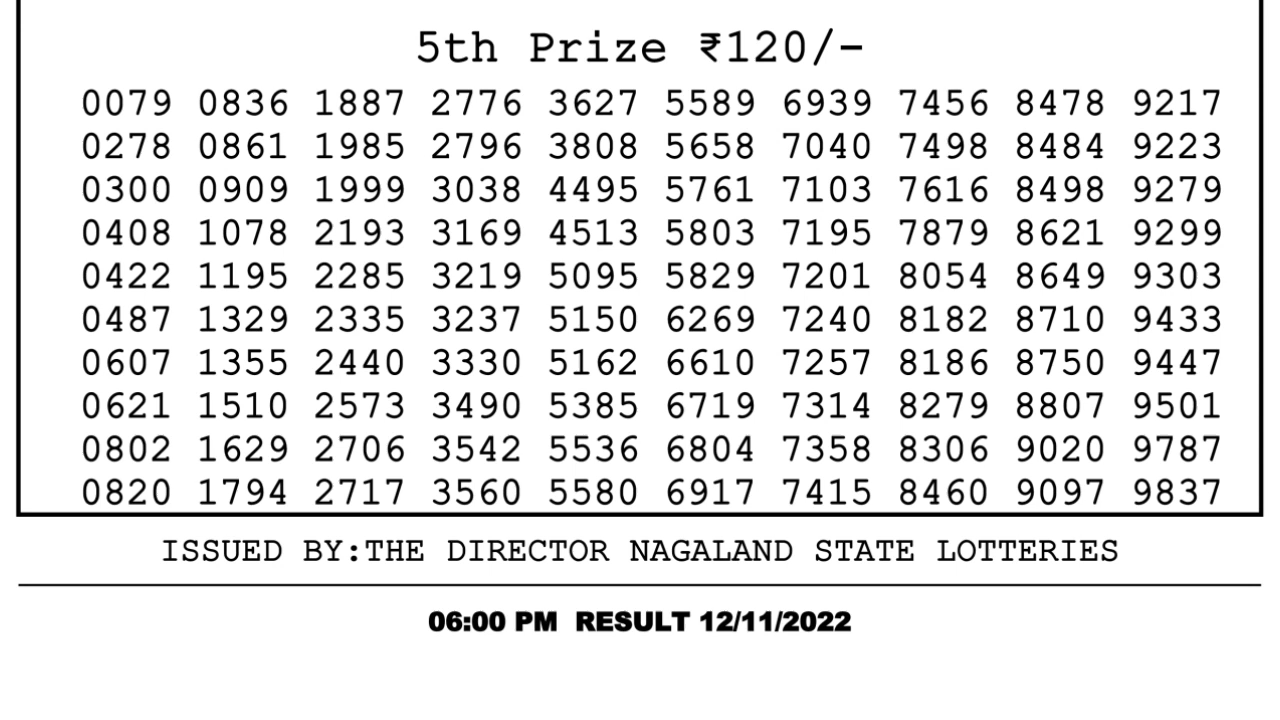 5th Prize ₹120/-
0079 0836 1887 2776 3627 5589 6939 7456 8478 9217
0278 0861 1985 2796 3808 5658 7040 7498 8484 9223
0300 0909 1999 3038 4495 5761 7103 7616 8498 9279
0408 1078 2193 3169 4513 5803 7195 7879 8621 9299
0422 1195 2285 3219 5095 5829 7201 8054 8649 9303
0487 1329 2335 3237 5150 6269 7240 8182 8710 9433
0607 1355 2440 3330 5162 6610 7257 8186 8750 9447
0621 1510 2573 3490 5385 6719 7314 8279 8807 9501
0802 1629 2706 3542 5536 6804 7358 8306 9020 9787
0820 1794 2717 3560 5580 6917 7415 8460 9097 9837
ISSUED BY:THE DIRECTOR NAGALAND STATE LOTTERIES
06:00 PM RESULT 12/11/2022